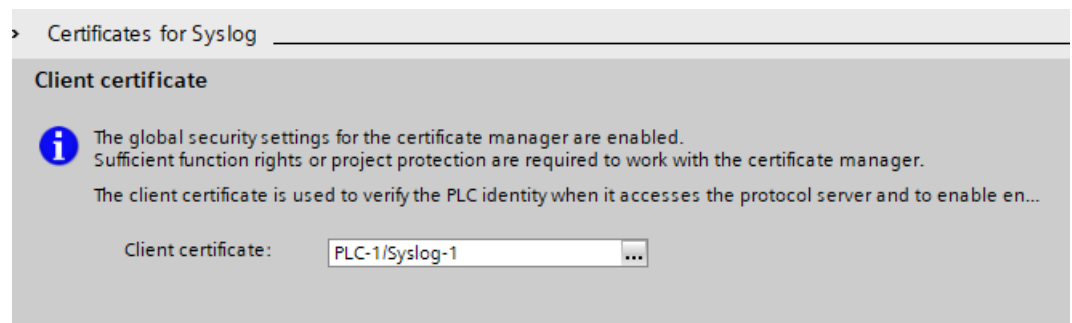 Certificates for Syslog
Client certificate
The global security settings for the certificate manager are enabled.
Sufficient function rights or project protection are required to work with the certificate manager.
The client certificate is used to verify the PLC identity when it accesses the protocol server and to enable en...
Client certificate: PLC-1/Syslog-1 ...